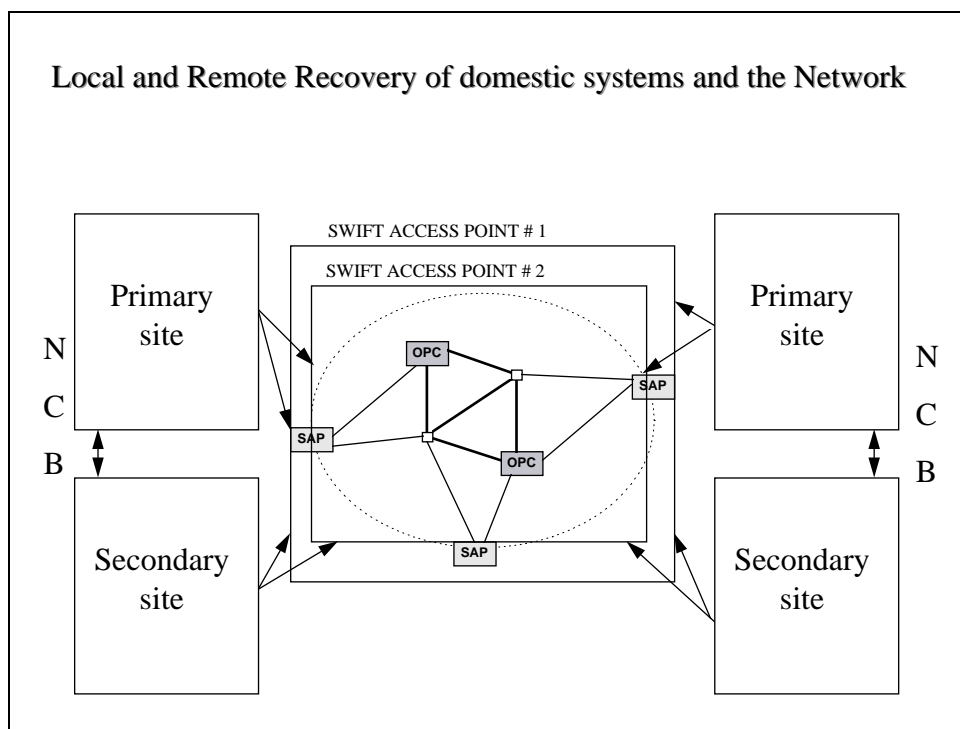 Local and Remote Recovery of domestic systems and the Network
SWIFT ACCESS POINT # 1
SWIFT ACCESS POINT # 2
Primary
site
Primary
site
N
C
B
N
C
B
OPC
SAP
SAP
OPC
SAP
Secondary
site
Secondary
site